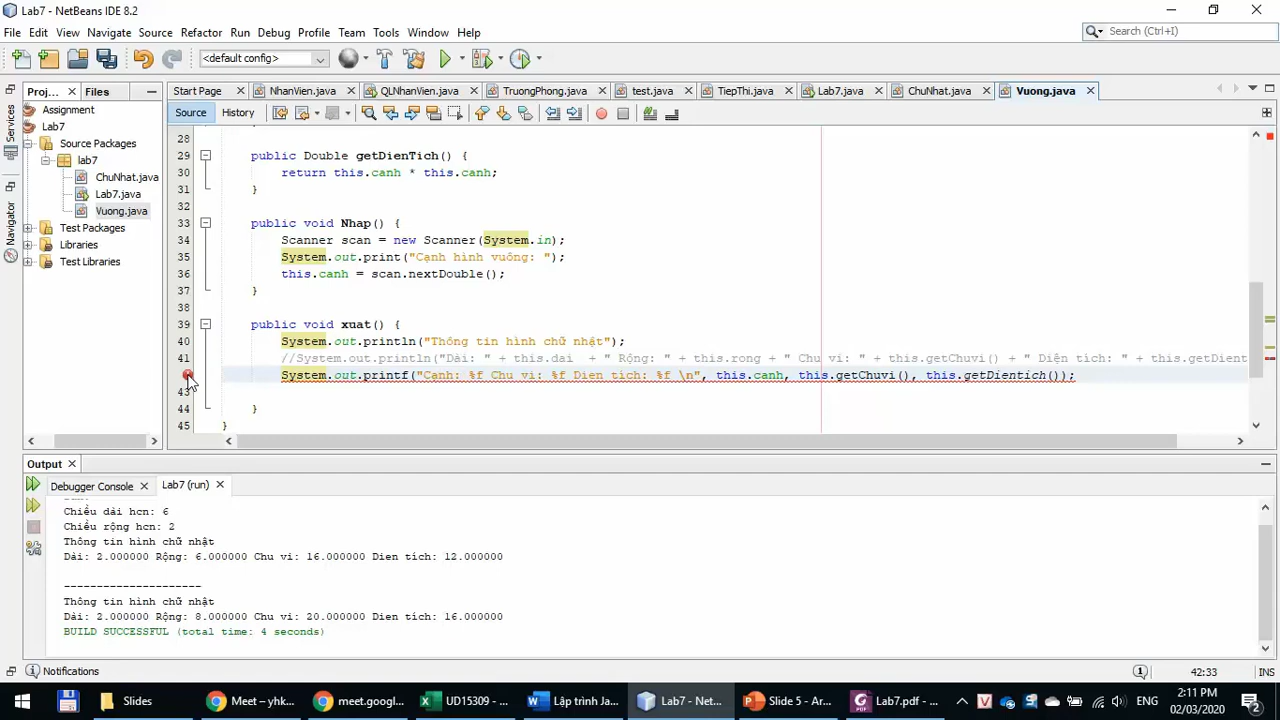 Lab7 - NetBeans IDE 8.2
File Edit View Navigate Source Refactor Run Debug Profile Team Tools Window Help
Search (Ctrl+I)
<default config>
Proj... Files
Start Page NhanVien.java QLNhanVien.java TruongPhong.java test.java TiepThi.java Lab7.java ChuNhat.java Vuong.java
Source History
Services
Navigator
Assignment
Lab7
Source Packages
lab7
ChuNhat.java
Lab7.java
Vuong.java
Test Packages
Libraries
Test Libraries
28
29 public Double getDienTich() {
30 return this.canh * this.canh;
31 }
32
33 public void Nhap() {
34 Scanner scan = new Scanner(System.in);
35 System.out.print("Cạnh hình vuông: ");
36 this.canh = scan.nextDouble();
37 }
38
39 public void xuat() {
40 System.out.println("Thông tin hình chữ nhật");
41 //System.out.println("Dài: " + this.dai + " Rộng: " + this.rong + " Chu vi: " + this.getChuvi() + " Diện tích: " + this.getDient
System.out.printf("Cạnh: %f Chu vi: %f Dien tich: %f \n", this.canh, this.getChuvi(), this.getDientich());
43
44 }
45 }
Output
Debugger Console Lab7 (run)
Chiều dài hcn: 6
Chiều rộng hcn: 2
Thông tin hình chữ nhật
Dài: 2.000000 Rộng: 6.000000 Chu vi: 16.000000 Dien tích: 12.000000
----------------------
Thông tin hình chữ nhật
Dài: 2.000000 Rộng: 8.000000 Chu vi: 20.000000 Dien tích: 16.000000
BUILD SUCCESSFUL (total time: 4 seconds)
Notifications
1
42:33 INS
Slides
Meet – yhk...
meet.googl...
UD15309 - ...
Lập trình Ja...
Lab7 - Net...
Slide 5 - Ar...
Lab7.pdf - ...
ENG
2:11 PM
02/03/2020
2